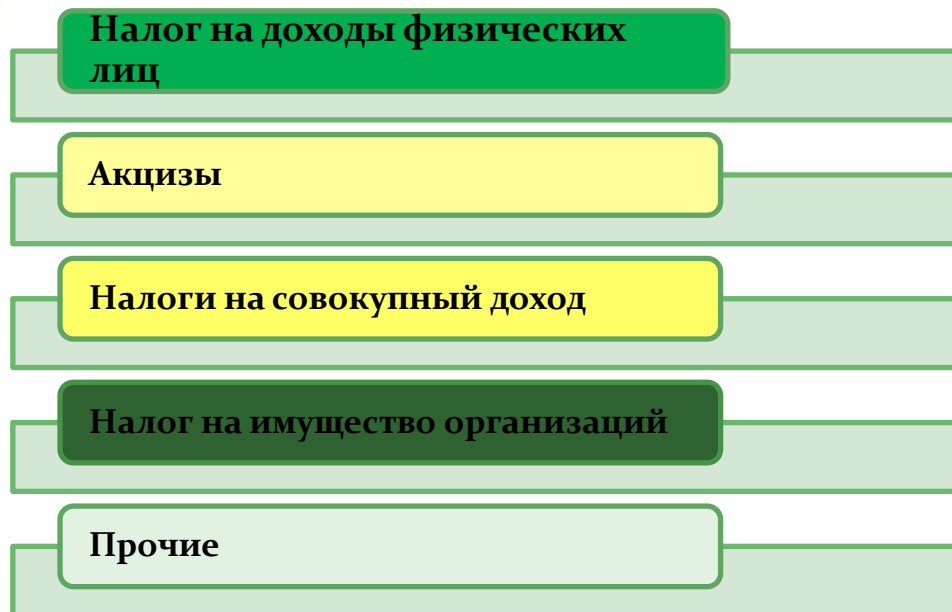 Налог на доходы физических
лиц
Акцизы
Налоги на совокупный доход
Налог на имущество организаций
Прочие